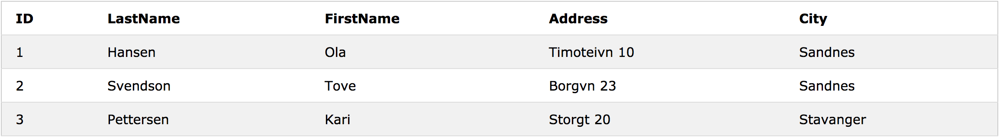 ID LastName FirstName Address City
1 Hansen Ola Timoteivn 10 Sandnes
2 Svendson Tove Borgvn 23 Sandnes
3 Pettersen Kari Storgt 20 Stavanger